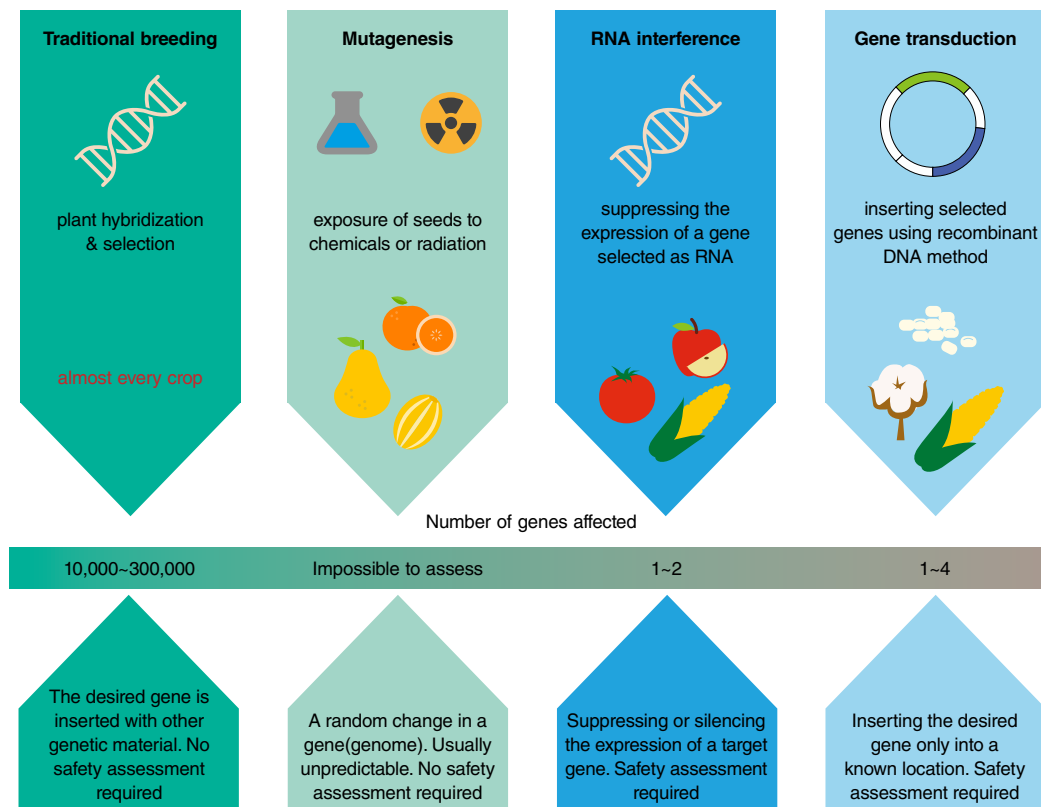 Traditional breeding
plant hybridization
& selection
almost every crop
Mutagenesis
exposure of seeds to
chemicals or radiation
RNA interference
suppressing the
expression of a gene
selected as RNA
Gene transduction
inserting selected
genes using recombinant
DNA method
Number of genes affected
10,000~300,000
Impossible to assess
1~2
1~4
The desired gene is
inserted with other
genetic material. No
safety assessment
required
A random change in a
gene(genome). Usually
unpredictable. No safety
assessment required
Suppressing or silencing
the expression of a target
gene. Safety assessment
required
Inserting the desired
gene only into a
known location. Safety
assessment required